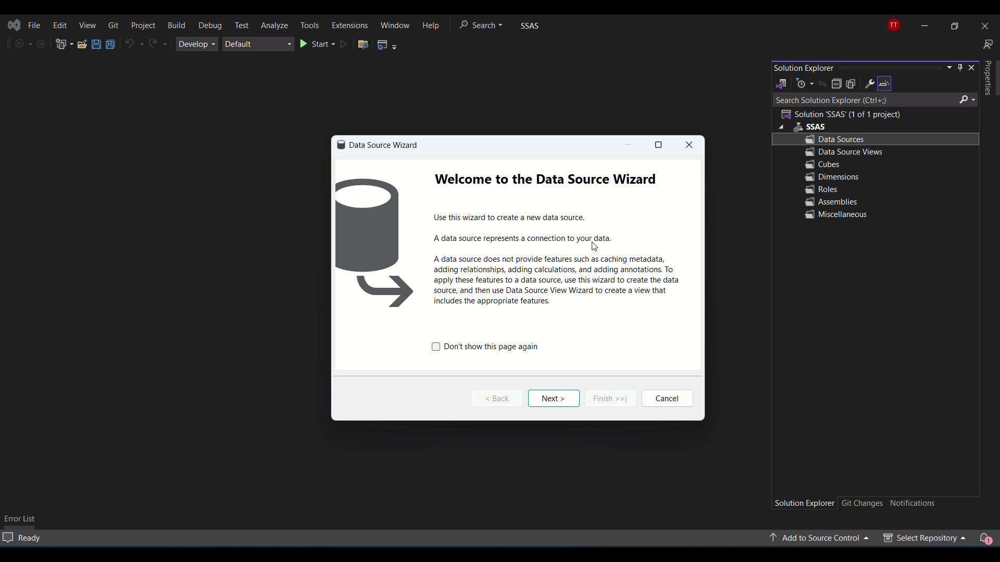 File Edit View Git Project Build Debug Test Analyze Tools Extensions Window Help Search SSAS TT
Develop Default Start
Solution Explorer
Properties
Search Solution Explorer (Ctrl+;)
Solution 'SSAS' (1 of 1 project)
SSAS
Data Sources
Data Source Views
Cubes
Dimensions
Roles
Assemblies
Miscellaneous
Data Source Wizard
Welcome to the Data Source Wizard
Use this wizard to create a new data source.
A data source represents a connection to your data.
A data source does not provide features such as caching metadata,
adding relationships, adding calculations, and adding annotations. To
apply these features to a data source, use this wizard to create the data
source, and then use Data Source View Wizard to create a view that
includes the appropriate features.
Don't show this page again
< Back Next > Finish >>| Cancel
Solution Explorer Git Changes Notifications
Error List
Ready Add to Source Control Select Repository 1